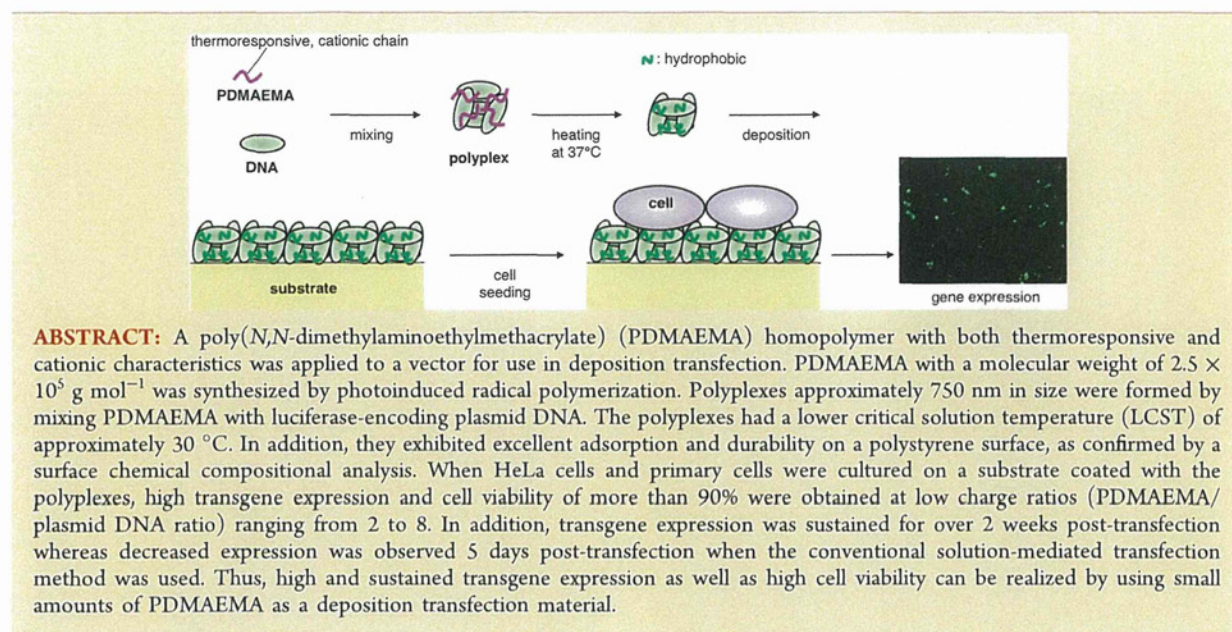 thermoresponsive, cationic chain
PDMAEMA
DNA
mixing
polyplex
heating
at 37°C
N : hydrophobic
deposition
substrate
cell
seeding
cell
gene expression
ABSTRACT: A poly(N,N-dimethylaminoethylmethacrylate) (PDMAEMA) homopolymer with both thermoresponsive and
cationic characteristics was applied to a vector for use in deposition transfection. PDMAEMA with a molecular weight of 2.5 ×
10⁵ g mol⁻¹ was synthesized by photoinduced radical polymerization. Polyplexes approximately 750 nm in size were formed by
mixing PDMAEMA with luciferase-encoding plasmid DNA. The polyplexes had a lower critical solution temperature (LCST) of
approximately 30 °C. In addition, they exhibited excellent adsorption and durability on a polystyrene surface, as confirmed by a
surface chemical compositional analysis. When HeLa cells and primary cells were cultured on a substrate coated with the
polyplexes, high transgene expression and cell viability of more than 90% were obtained at low charge ratios (PDMAEMA/
plasmid DNA ratio) ranging from 2 to 8. In addition, transgene expression was sustained for over 2 weeks post-transfection
whereas decreased expression was observed 5 days post-transfection when the conventional solution-mediated transfection
method was used. Thus, high and sustained transgene expression as well as high cell viability can be realized by using small
amounts of PDMAEMA as a deposition transfection material.